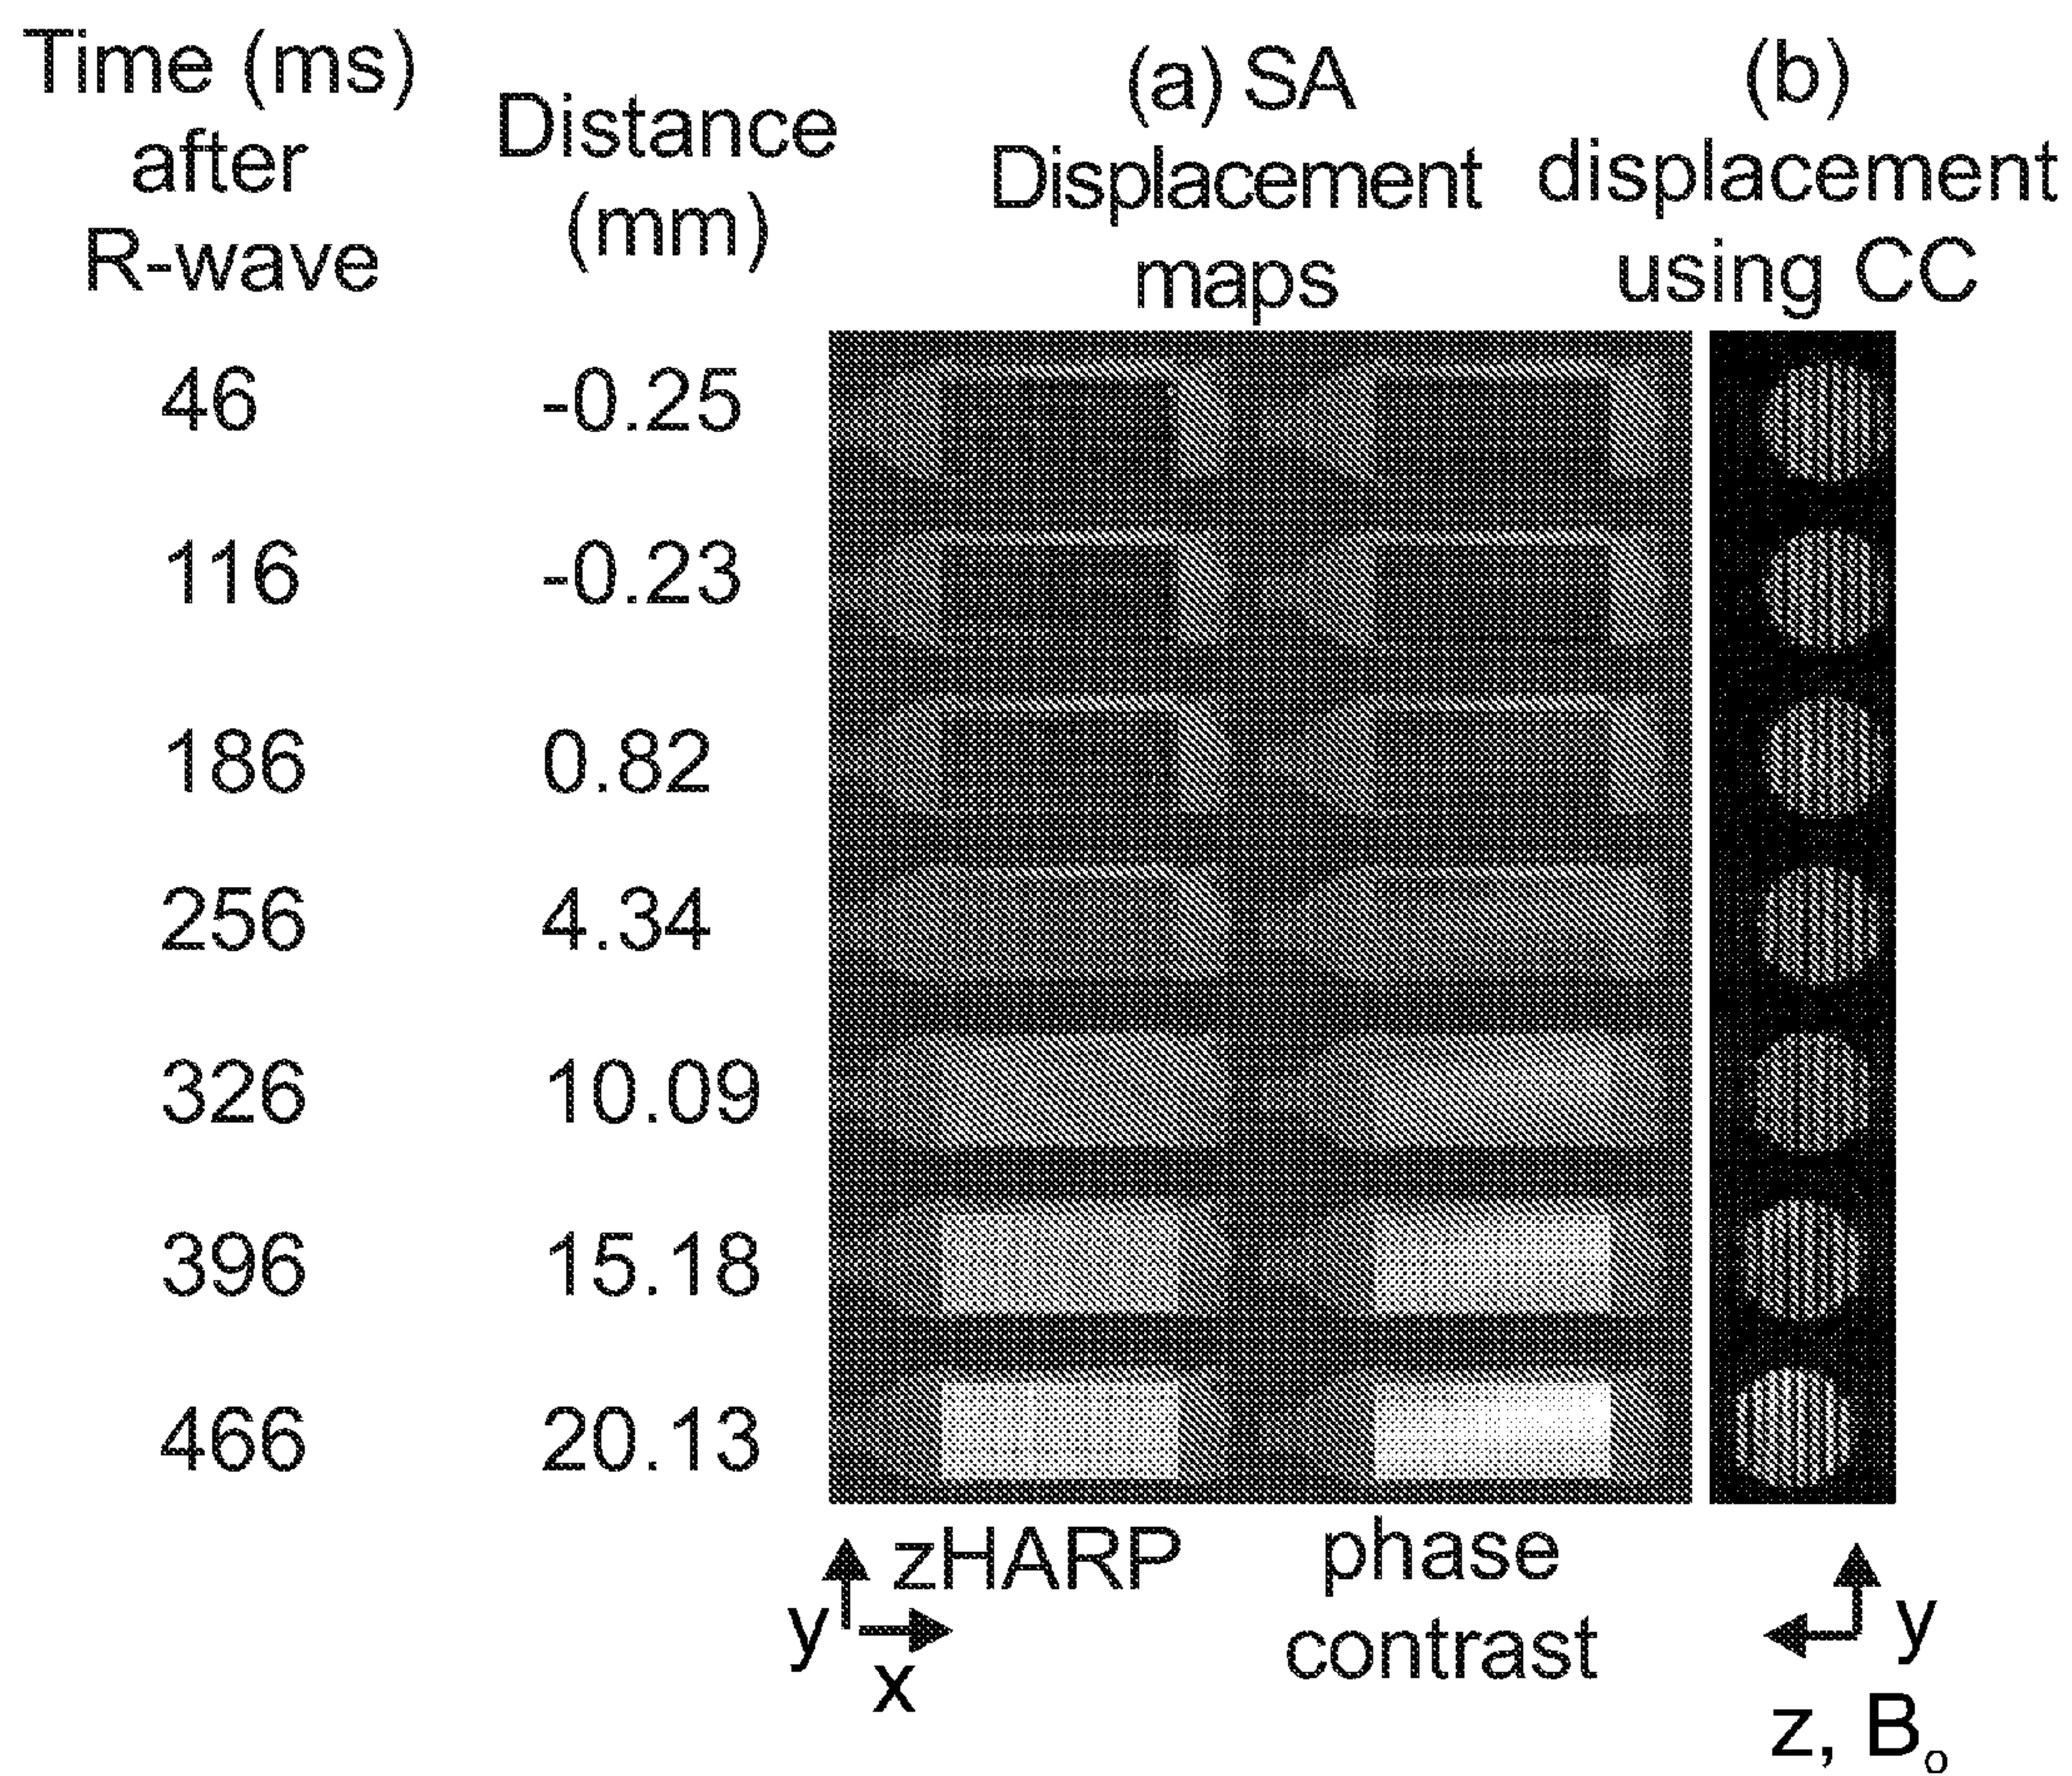 Time (ms)
after
R-wave
Distance
(mm)
(a) SA
Displacement
maps
(b)
displacement
using CC
46 -0.25
116 -0.23
186 0.82
256 4.34
326 10.09
396 15.18
466 20.13
zHARP
phase
contrast
y
x
y
z, Bo